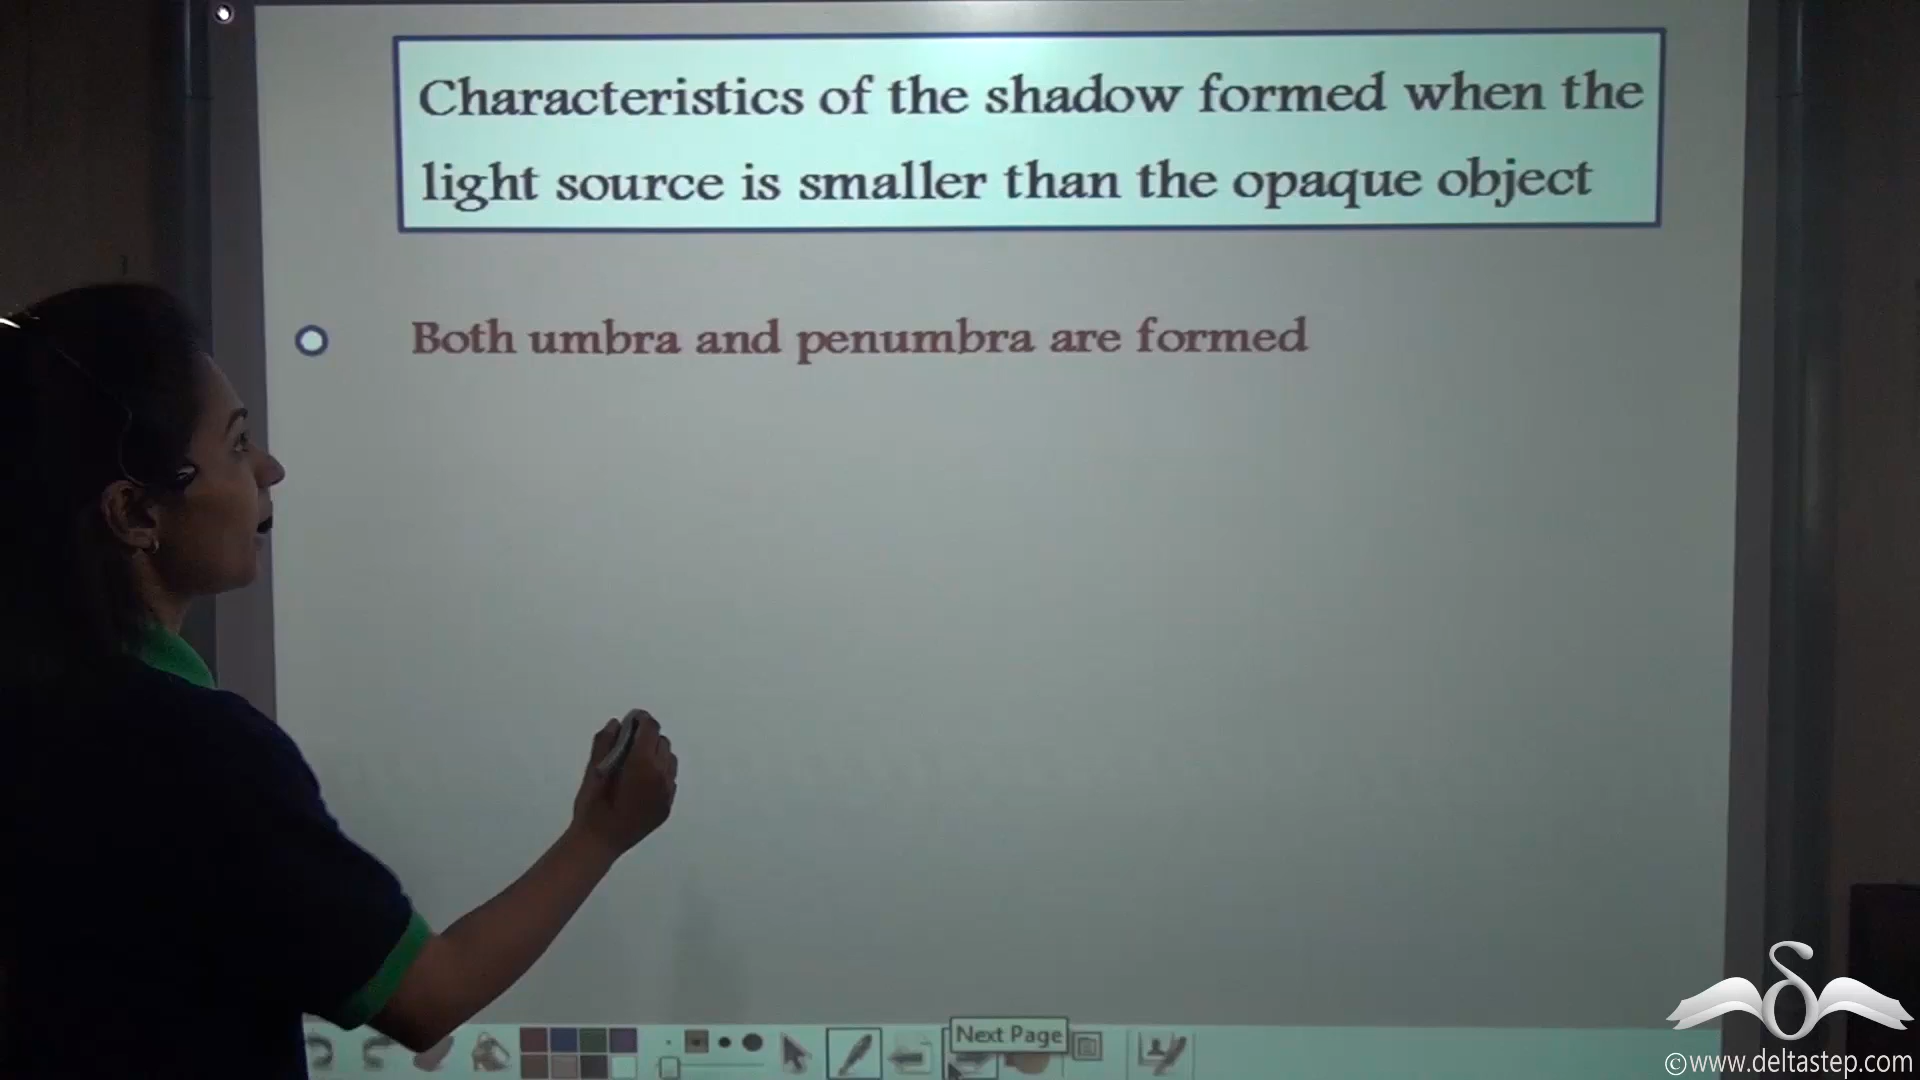 Characteristics of the shadow formed when the
light source is smaller than the opaque object
Both umbra and penumbra are formed
Next Page
©www.deltastep.com